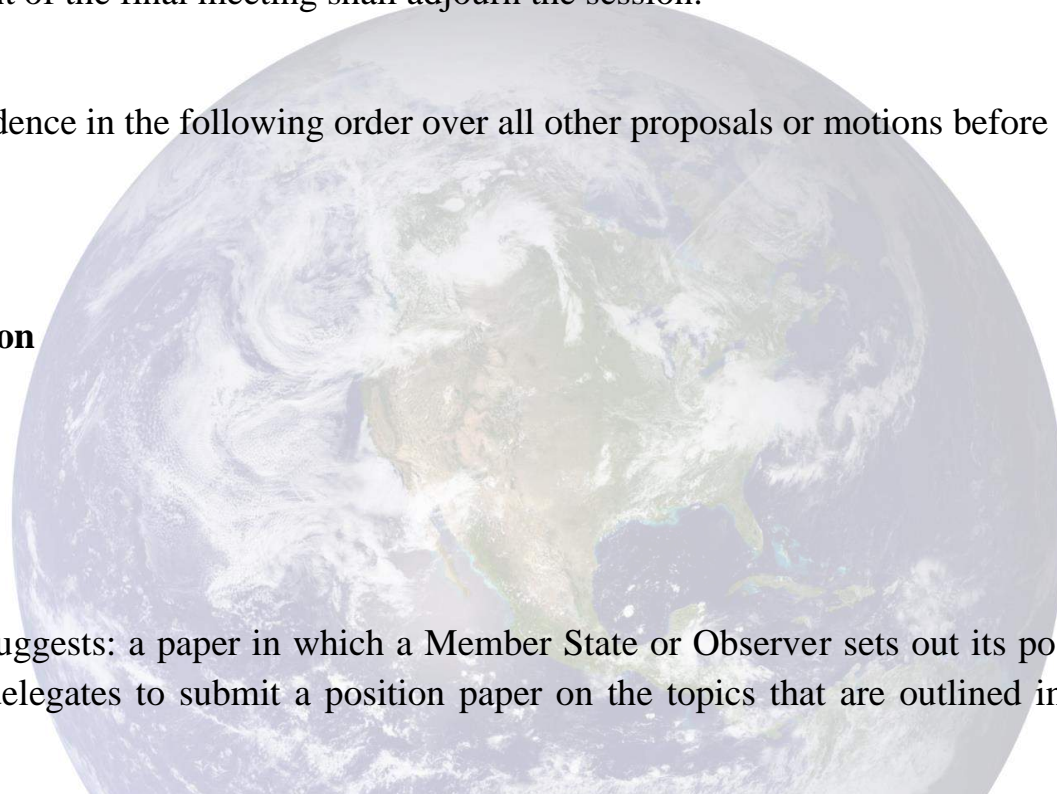 of the final meeting shall adjourn the session.
dence in the following order over all other proposals or motions before
on
uggests: a paper in which a Member State or Observer sets out its po
delegates to submit a position paper on the topics that are outlined in